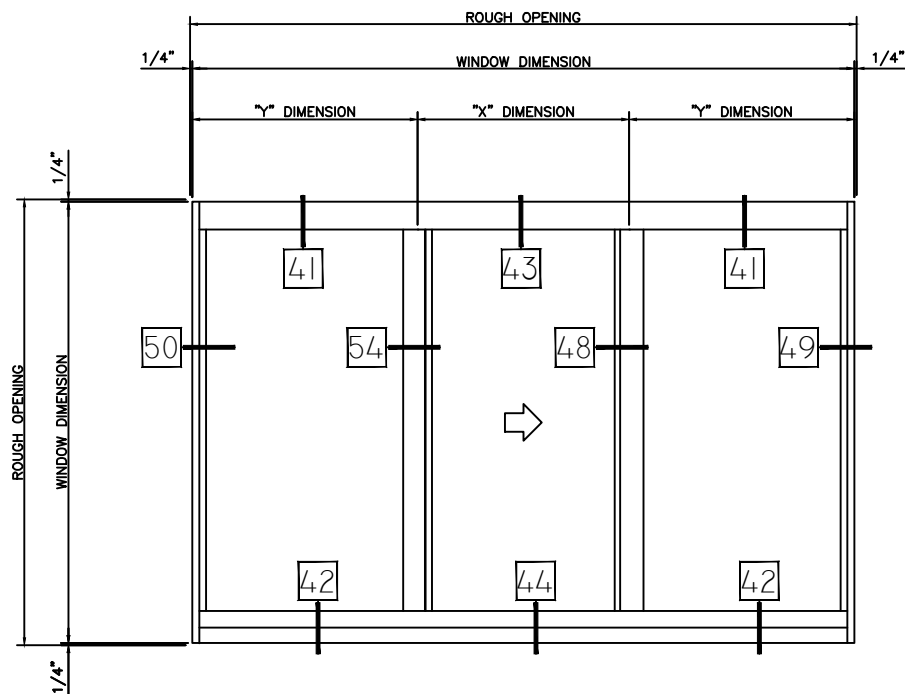 ROUGH OPENING
1/4"
WINDOW DIMENSION
1/4"
"Y" DIMENSION
"X" DIMENSION
"Y" DIMENSION
1/4"
41
43
41
50
54
48
49
ROUGH OPENING
WINDOW DIMENSION
42
44
42
1/4"